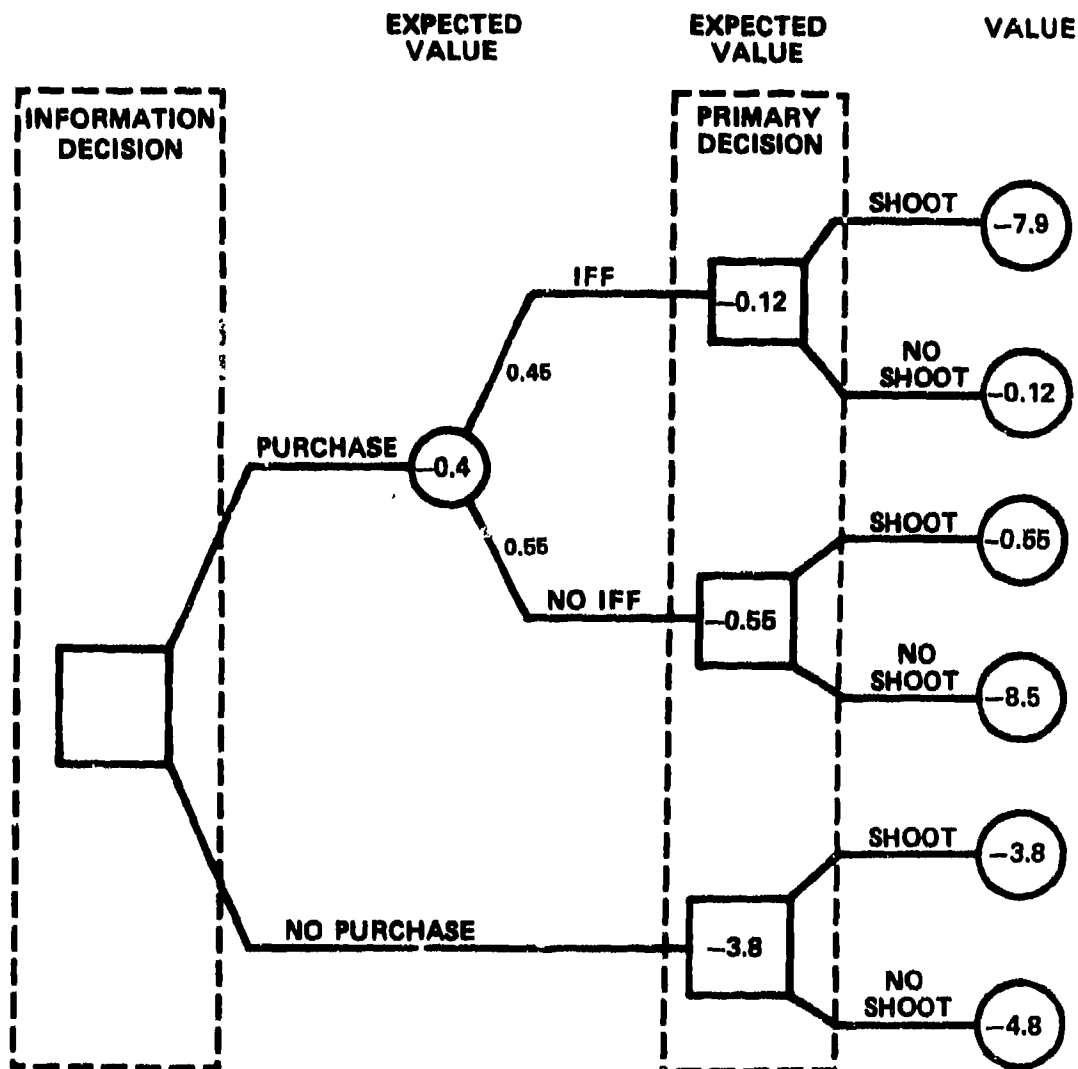 EXPECTED
VALUE
EXPECTED
VALUE
VALUE
INFORMATION
DECISION
PRIMARY
DECISION
SHOOT
−7.9
IFF
−0.12
0.45
NO
SHOOT
−0.12
PURCHASE
−0.4
SHOOT
−0.55
0.55
NO IFF
−0.55
NO
SHOOT
−8.5
SHOOT
−3.8
NO PURCHASE
−3.8
NO
SHOOT
−4.8